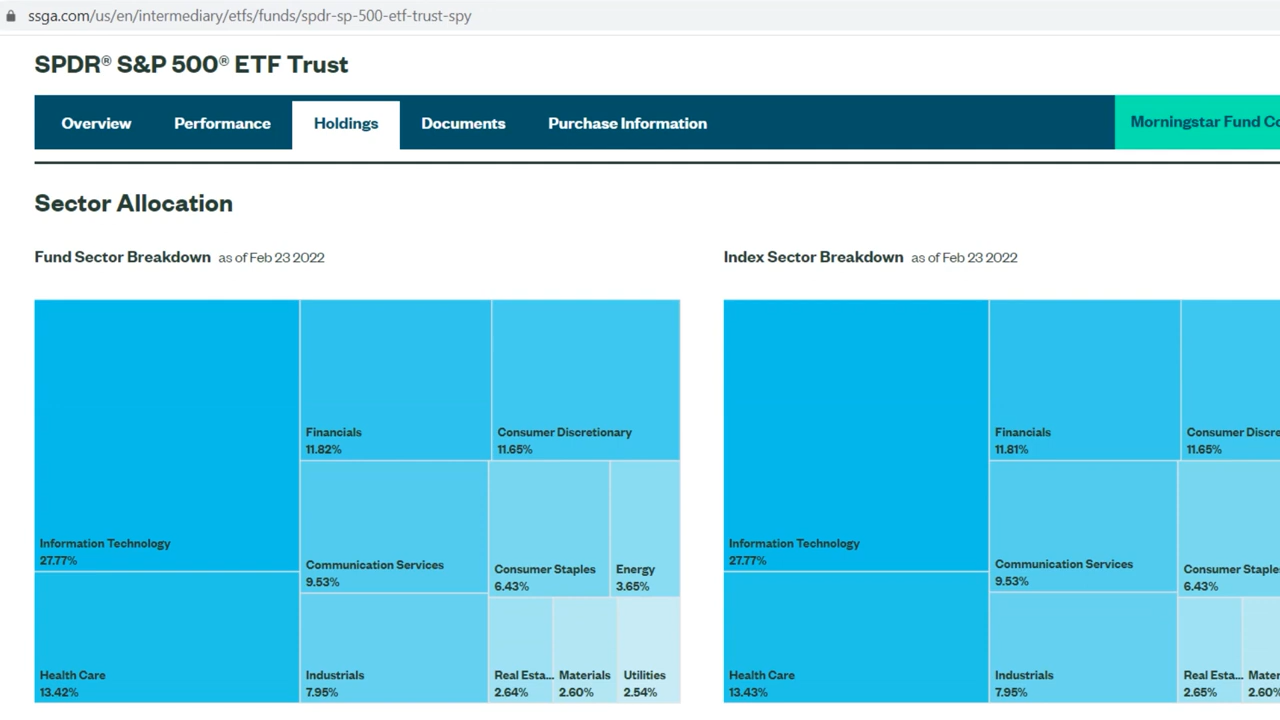 ssga.com/us/en/intermediary/etfs/funds/spdr-sp-500-etf-trust-spy
SPDR® S&P 500® ETF Trust
Overview Performance Holdings Documents Purchase Information Morningstar Fund Co
Sector Allocation
Fund Sector Breakdown as of Feb 23 2022
Information Technology
27.77%
Health Care
13.42%
Financials
11.82%
Consumer Discretionary
11.65%
Communication Services
9.53%
Industrials
7.95%
Consumer Staples
6.43%
Energy
3.65%
Real Esta...
2.64%
Materials
2.60%
Utilities
2.54%
Index Sector Breakdown as of Feb 23 2022
Information Technology
27.77%
Health Care
13.43%
Financials
11.81%
Consumer Discre
11.65%
Communication Services
9.53%
Industrials
7.95%
Consumer Staples
6.43%
Real Esta...
2.65%
Mater
2.60%